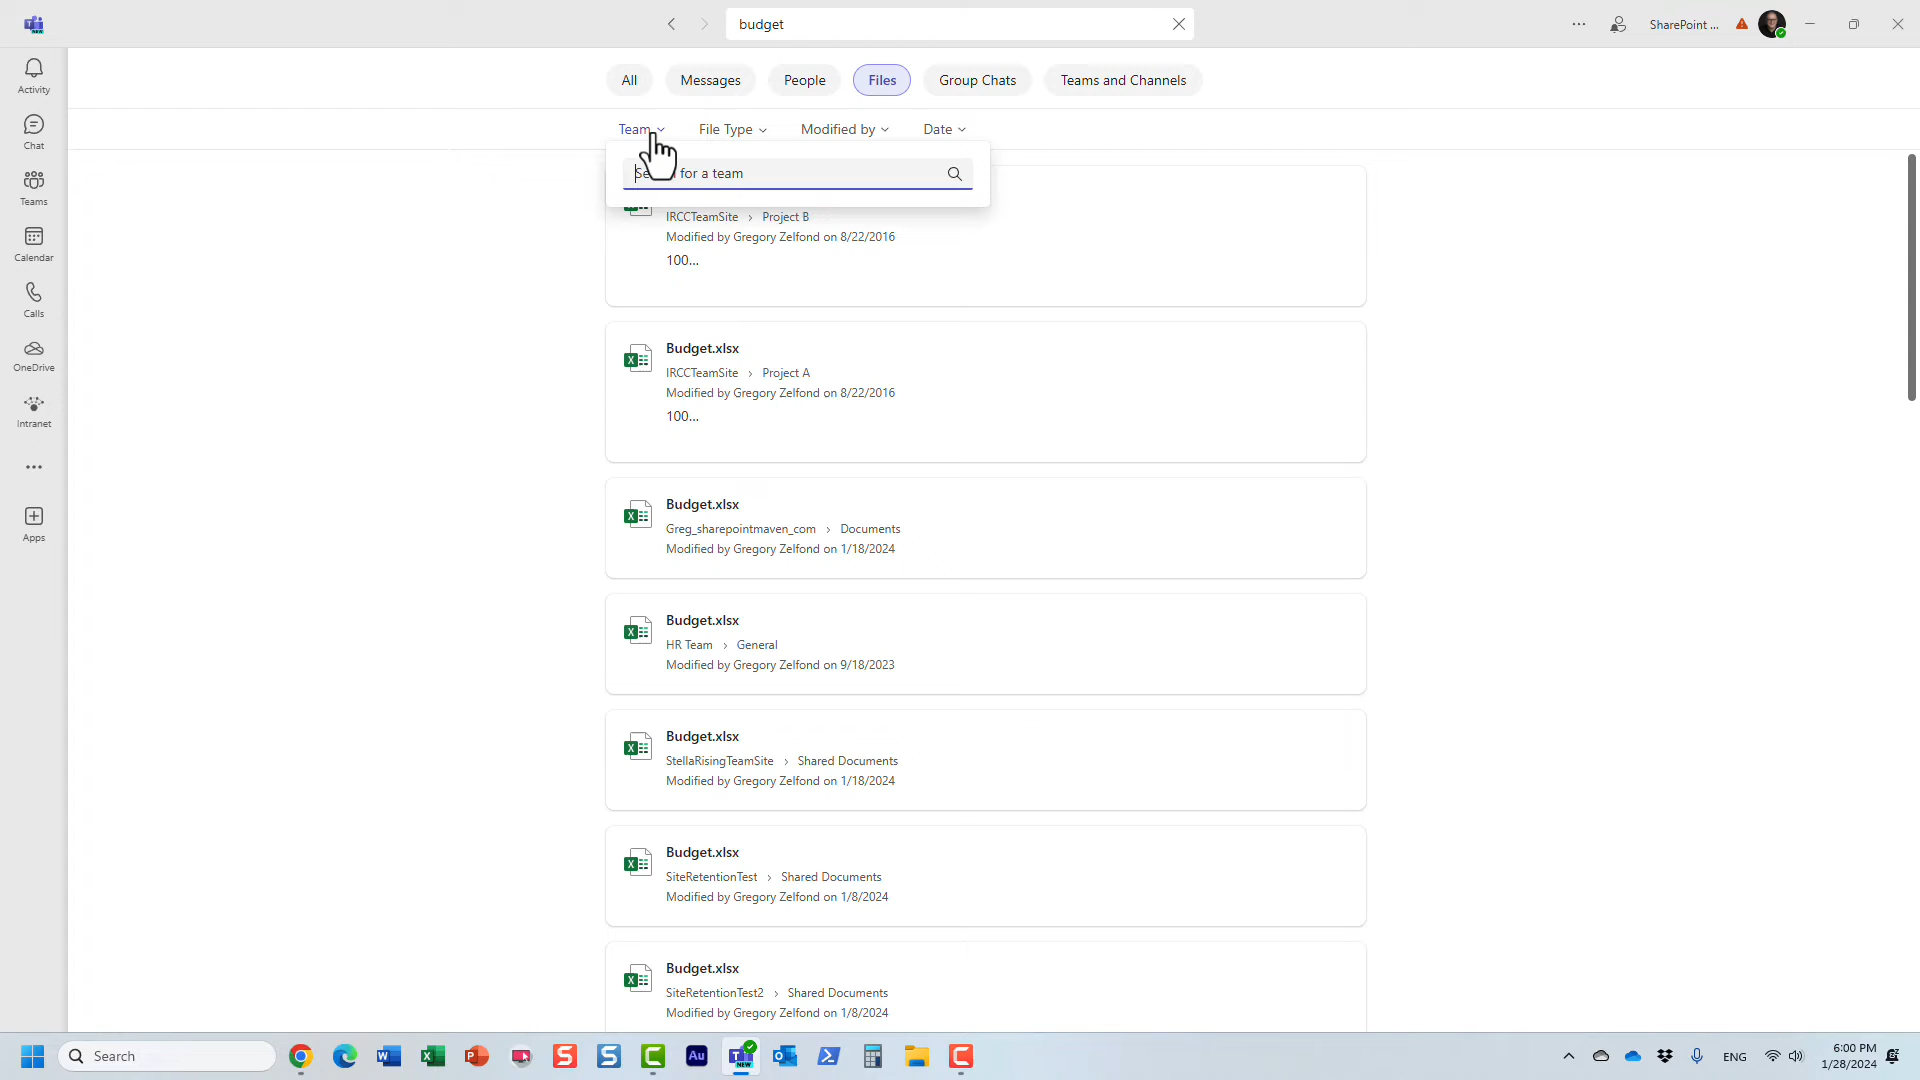 budget
SharePoint ...
All
Messages
People
Files
Group Chats
Teams and Channels
Team
File Type
Modified by
Date
for a team
IRCCTeamSite > Project B
Modified by Gregory Zelfond on 8/22/2016
100...
Budget.xlsx
IRCCTeamSite > Project A
Modified by Gregory Zelfond on 8/22/2016
100...
Budget.xlsx
Greg_sharepointmaven_com > Documents
Modified by Gregory Zelfond on 1/18/2024
Budget.xlsx
HR Team > General
Modified by Gregory Zelfond on 9/18/2023
Budget.xlsx
StellaRisingTeamSite > Shared Documents
Modified by Gregory Zelfond on 1/18/2024
Budget.xlsx
SiteRetentionTest > Shared Documents
Modified by Gregory Zelfond on 1/8/2024
Budget.xlsx
SiteRetentionTest2 > Shared Documents
Modified by Gregory Zelfond on 1/8/2024
Activity
Chat
Teams
Calendar
Calls
OneDrive
Intranet
Apps
Search
ENG
6:00 PM
1/28/2024